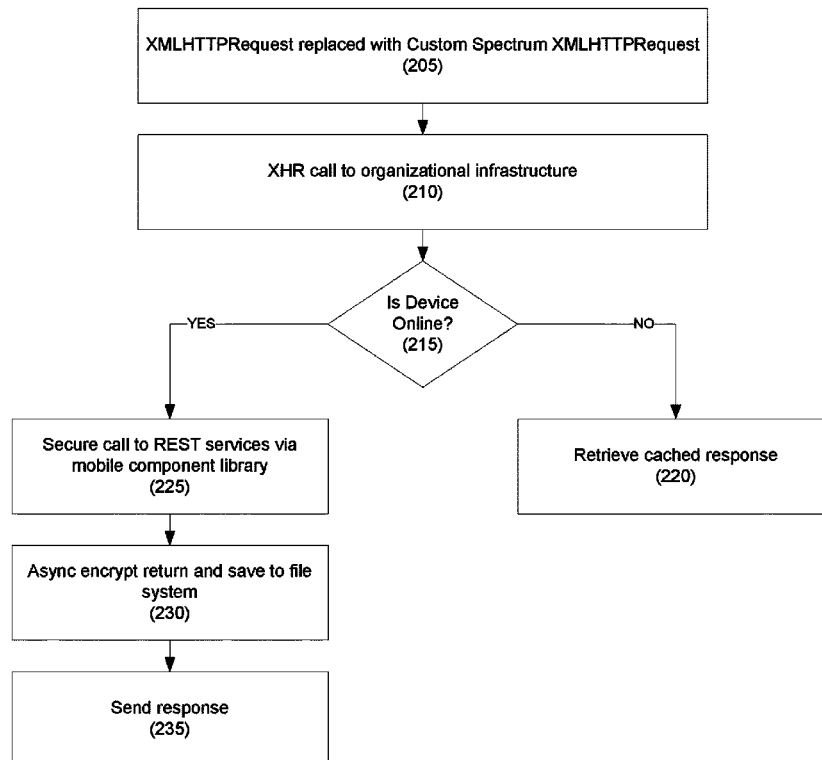 XMLHTTPRequest replaced with Custom Spectrum XMLHTTPRequest
(205)
XHR call to organizational infrastructure
(210)
Is Device
Online?
(215)
YES
NO
Secure call to REST services via
mobile component library
(225)
Retrieve cached response
(220)
Async encrypt return and save to file
system
(230)
Send response
(235)